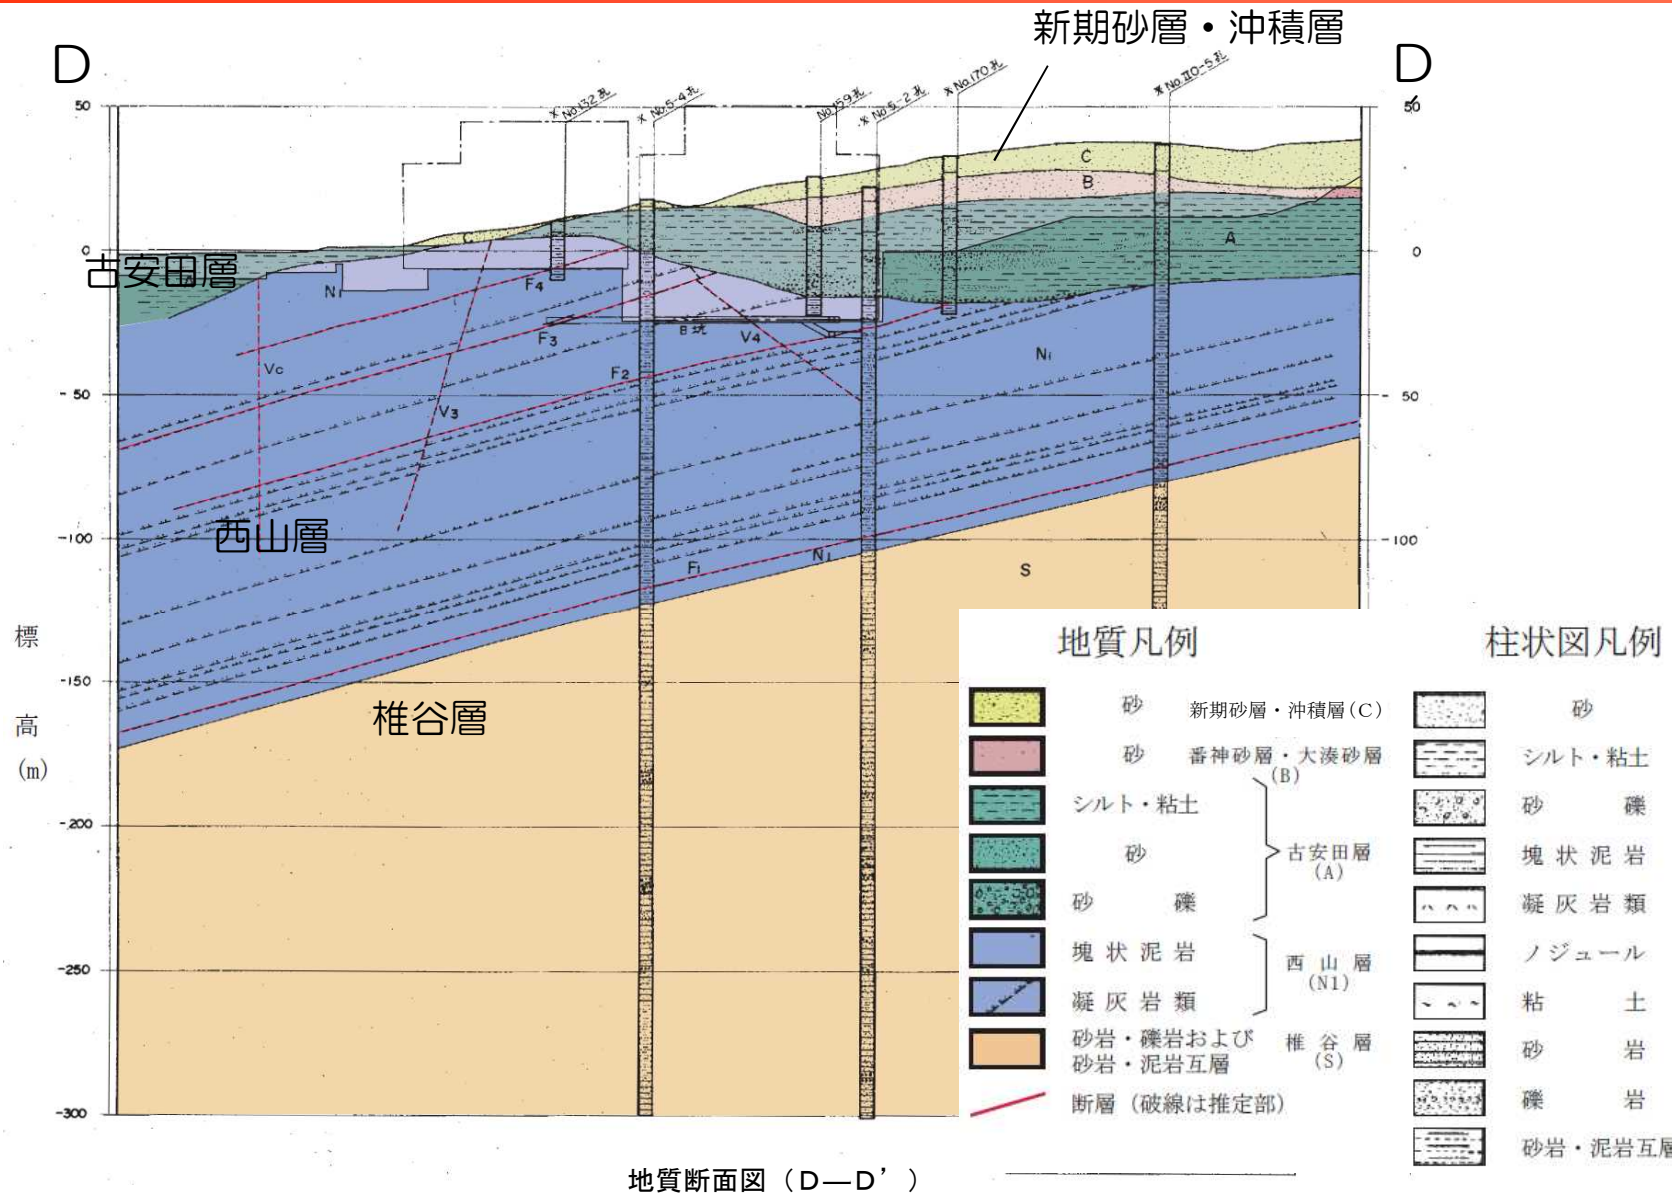 新期砂層・沖積層
D
D'
※ No.132孔
※ No.5-4孔
No.159孔
※ No.5-2孔
※ No.170孔
50
50
C
B
C
A
0
0
古安田層
N1
F4
F3
B坑
V4
N1
Vc
F2
-50
-50
V3
西山層
-100
-100
F1
N1
S
標
高
(m)
-150
椎谷層
-200
-250
-300
地質凡例
砂 新期砂層・沖積層(C)
砂 番神砂層・大湊砂層
(B)
シルト・粘土
砂
古安田層
(A)
砂 礫
塊状泥岩
西山層
(N1)
凝灰岩類
砂岩・礫岩および
砂岩・泥岩互層
椎谷層
(S)
断層（破線は推定部）
柱状図凡例
砂
シルト・粘土
砂 礫
塊状泥岩
凝灰岩類
ノジュール
粘 土
砂 岩
礫 岩
砂岩・泥岩互層
地質断面図（D―D’）